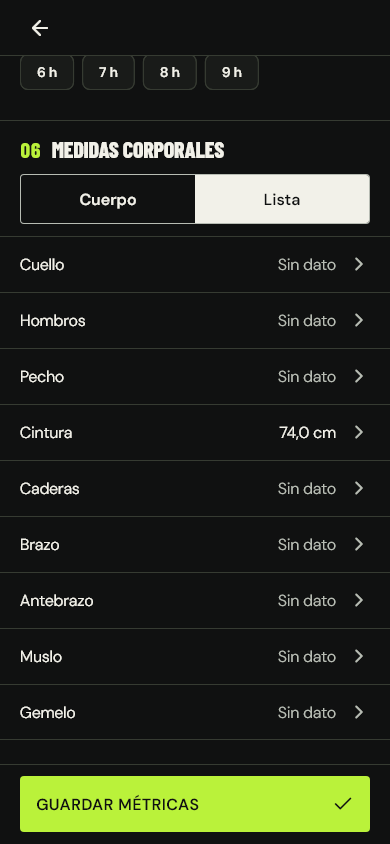 6 h 7 h 8 h 9 h
06 MEDIDAS CORPORALES
Cuerpo Lista
Cuello Sin dato
Hombros Sin dato
Pecho Sin dato
Cintura 74,0 cm
Caderas Sin dato
Brazo Sin dato
Antebrazo Sin dato
Muslo Sin dato
Gemelo Sin dato
GUARDAR MÉTRICAS